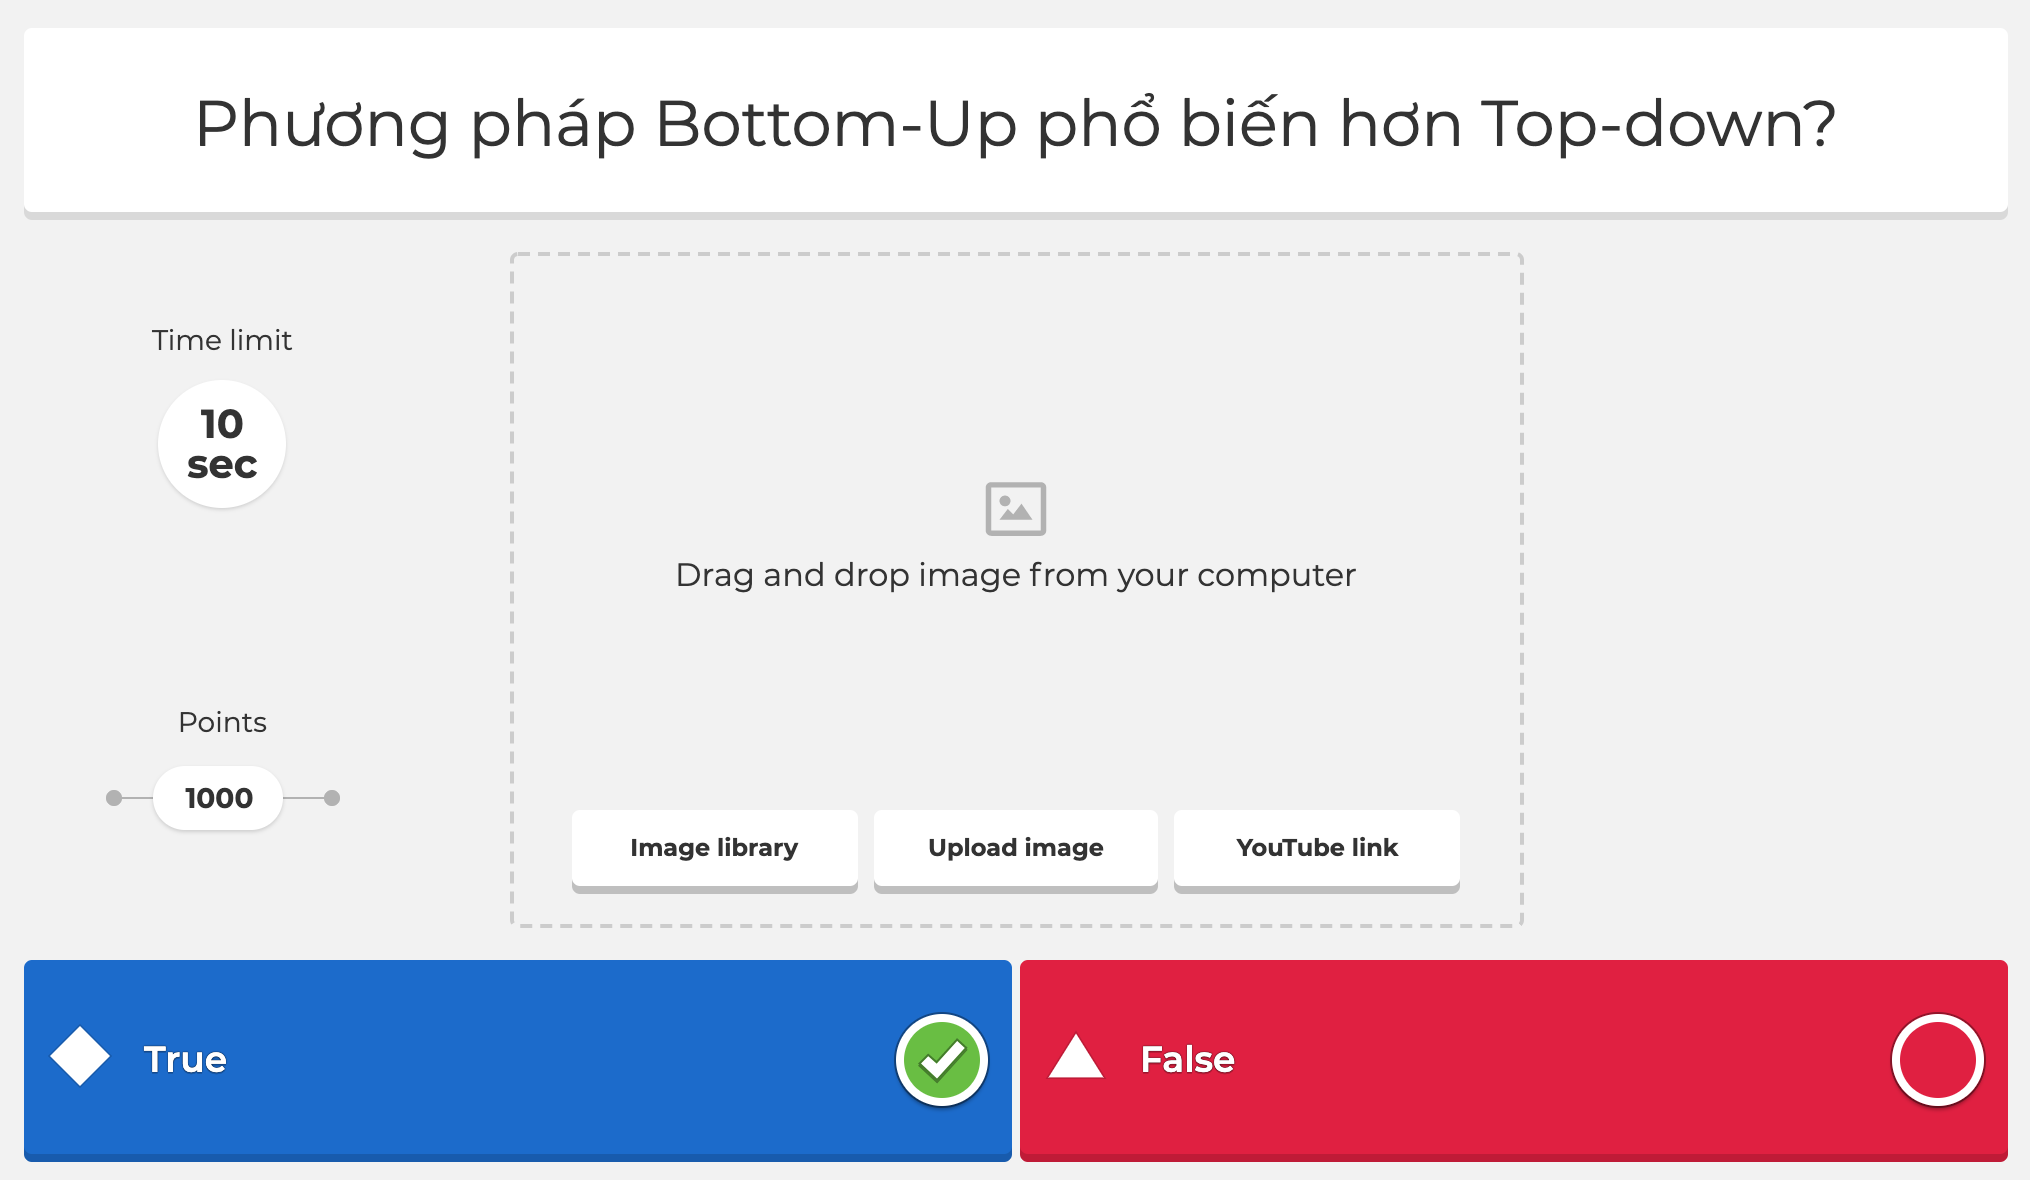 Phương pháp Bottom-Up phổ biến hơn Top-down?
Time limit
10
sec
Drag and drop image from your computer
Points
1000
Image library
Upload image
YouTube link
True
False